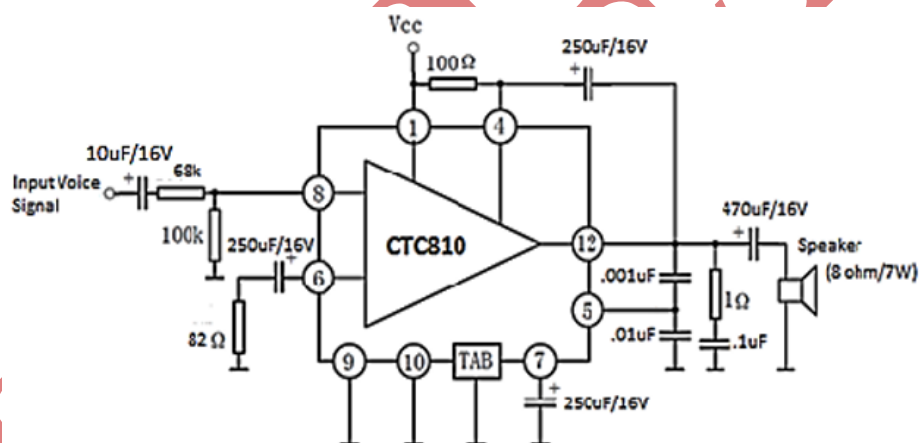 Vcc
100Ω
250uF/16V
1
4
10uF/16V
68k
Input Voice
Signal
8
100k
250uF/16V
CTC810
12
470uF/16V
Speaker
(8 ohm/7W)
6
.001uF
1Ω
5
82Ω
.01uF
.1uF
9
10
TAB
7
250uF/16V